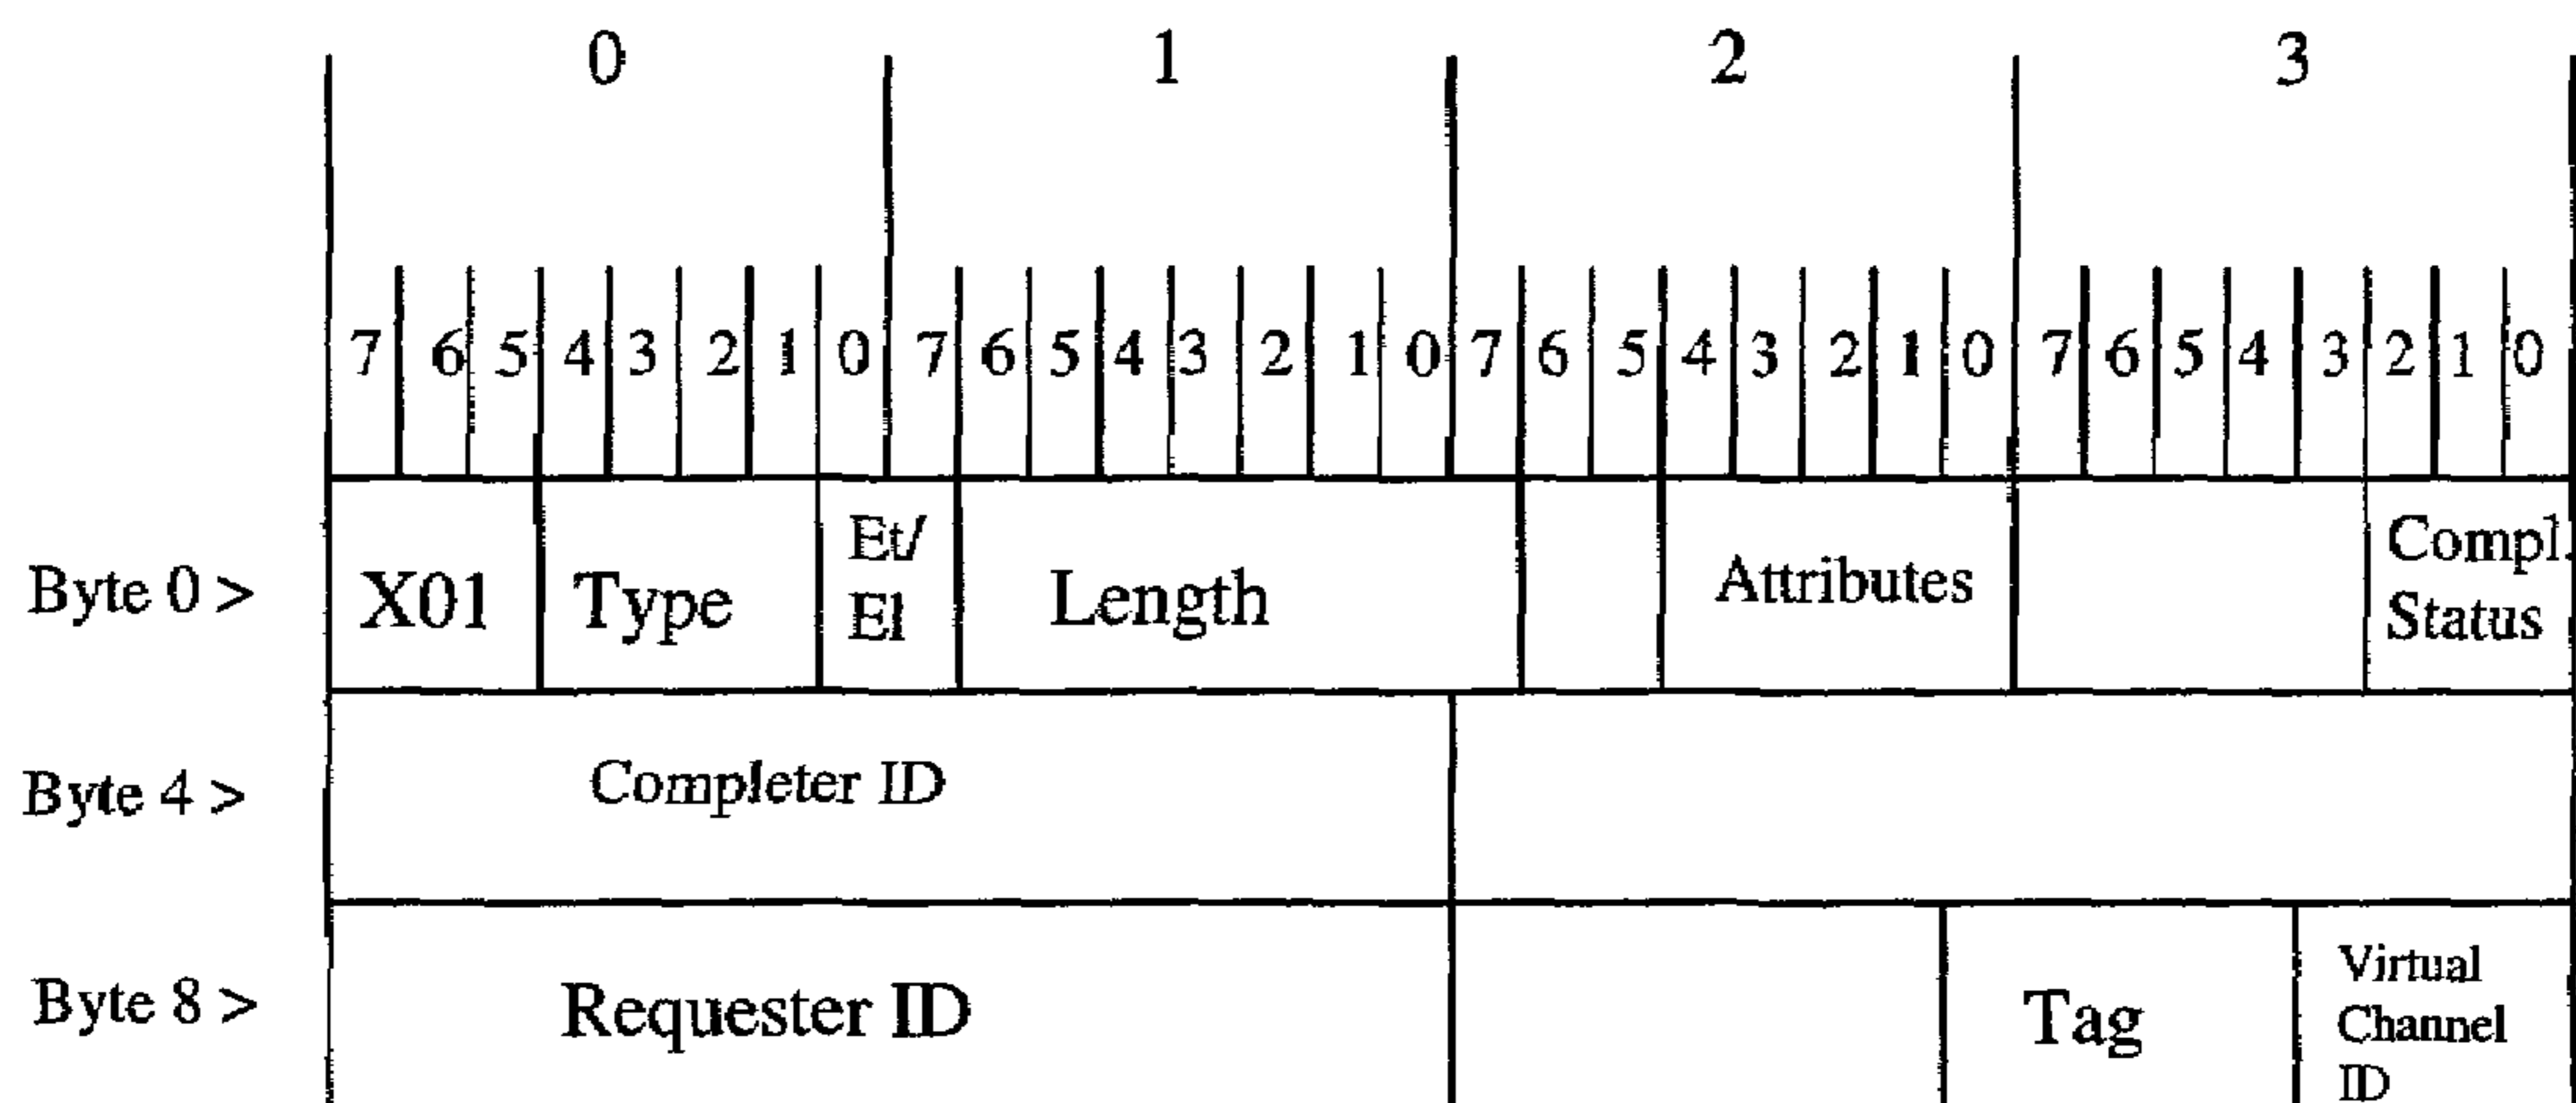 0 1 2 3
7 6 5 4 3 2 1 0 7 6 5 4 3 2 1 0 7 6 5 4 3 2 1 0 7 6 5 4 3 2 1 0
Byte 0 > X01 Type Et/ El Length Attributes Compl. Status
Byte 4 > Completer ID
Byte 8 > Requester ID Tag Virtual Channel ID